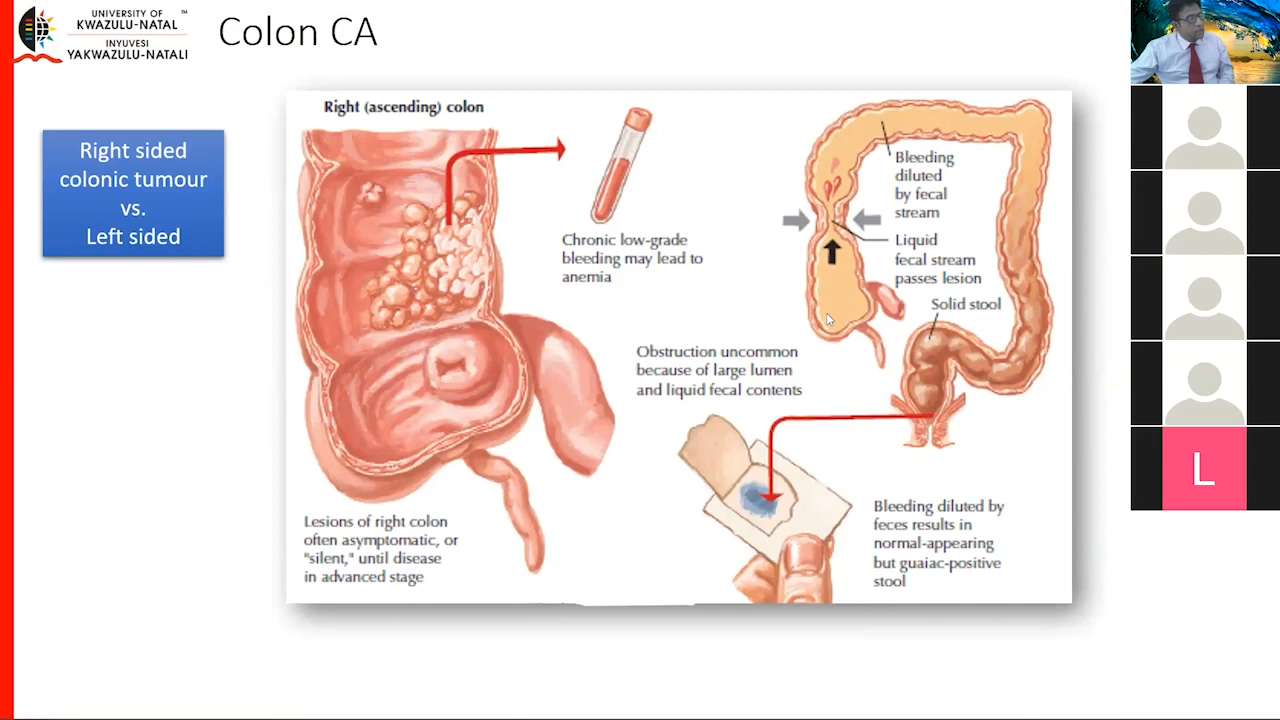 UNIVERSITY OF ™
KWAZULU-NATAL
INYUVESI
YAKWAZULU-NATALI
Colon CA
Right sided
colonic tumour
vs.
Left sided
Right (ascending) colon
Chronic low-grade
bleeding may lead to
anemia
Bleeding
diluted
by fecal
stream
Liquid
fecal stream
passes lesion
Solid stool
Obstruction uncommon
because of large lumen
and liquid fecal contents
Lesions of right colon
often asymptomatic, or
"silent," until disease
in advanced stage
Bleeding diluted by
feces results in
normal-appearing
but guaiac-positive
stool
L